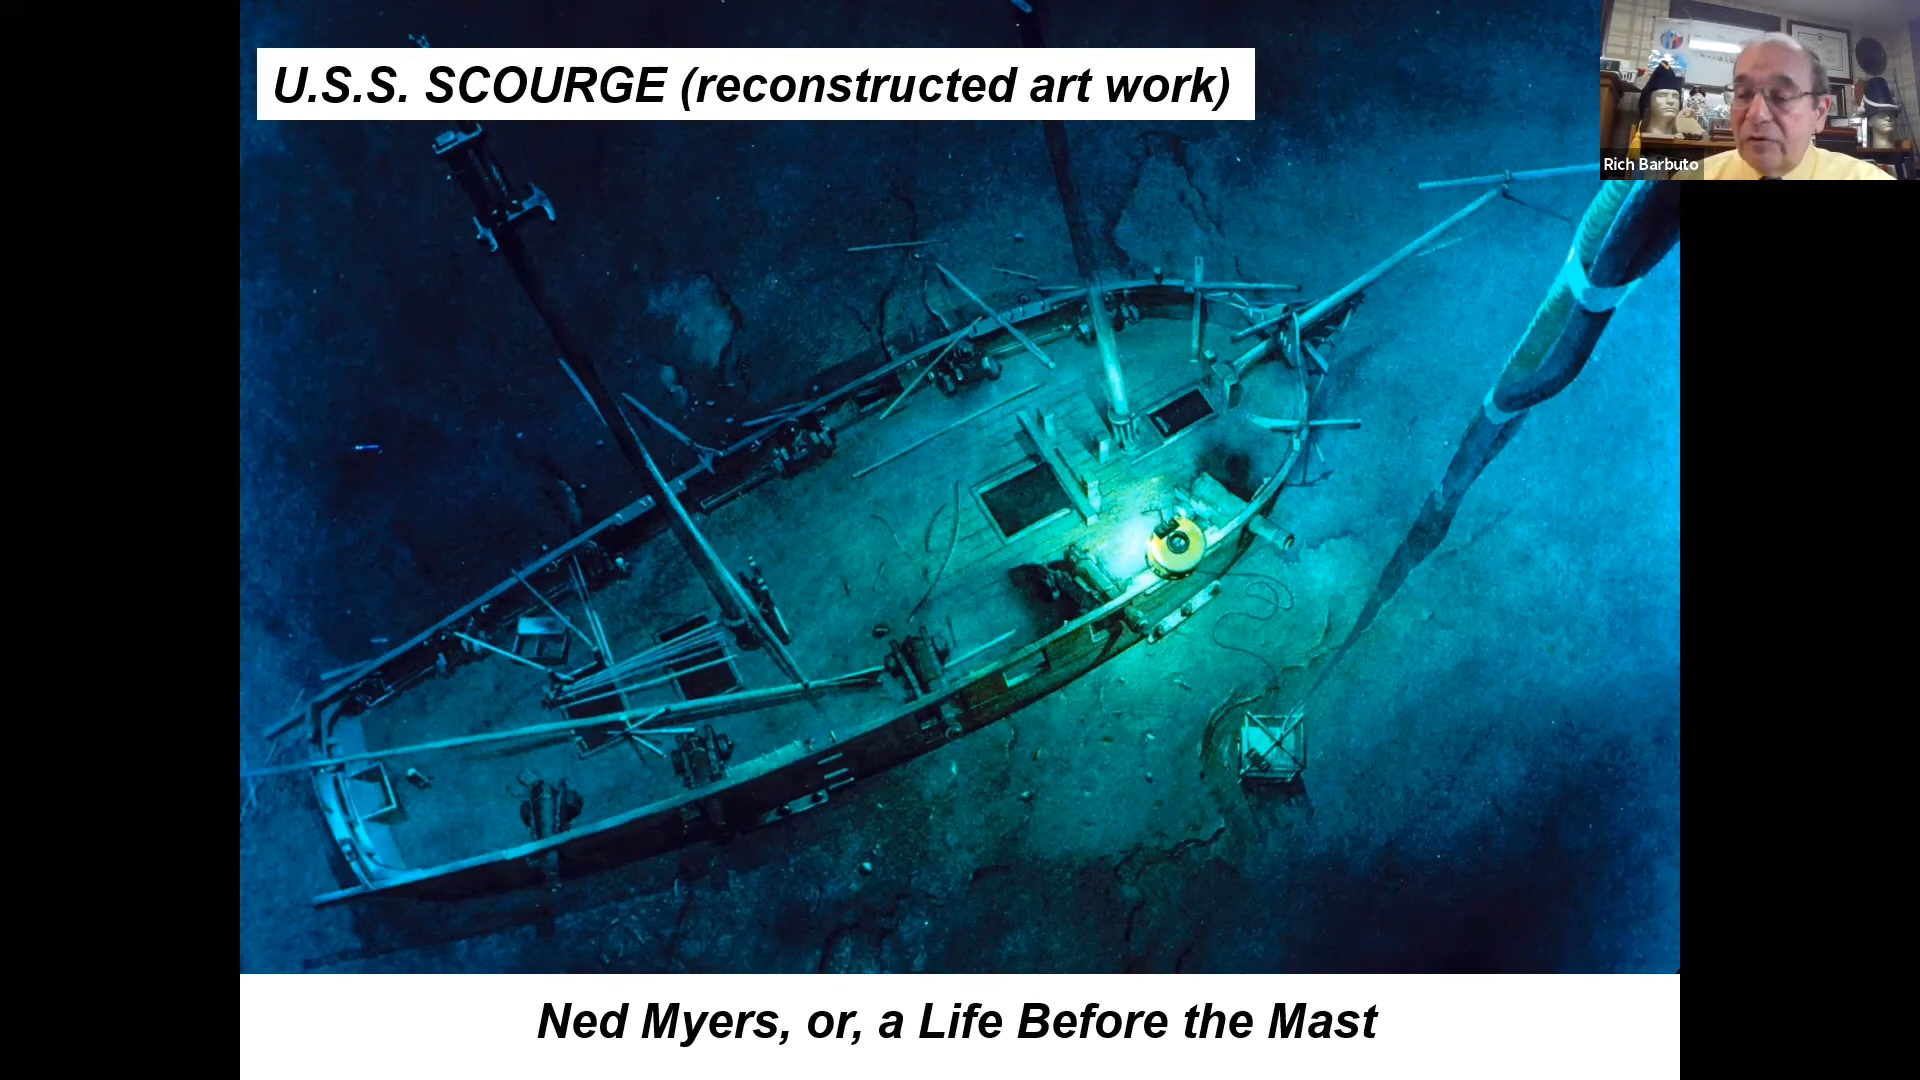 U.S.S. SCOURGE (reconstructed art work)
Rich Barbuto
Ned Myers, or, a Life Before the Mast